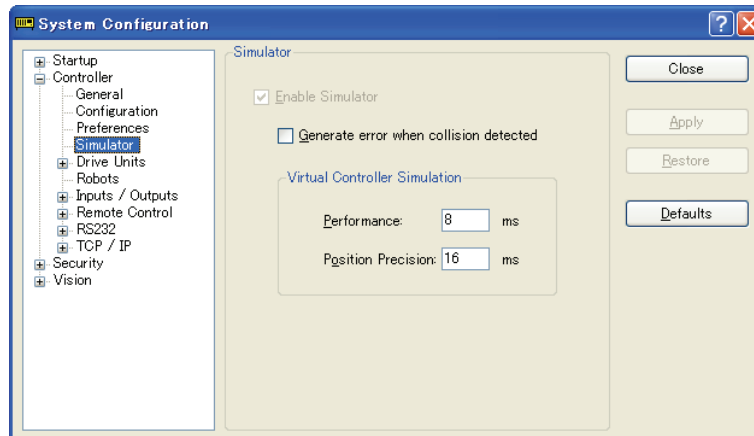 System Configuration
Startup
Controller
General
Configuration
Preferences
Simulator
Drive Units
Robots
Inputs / Outputs
Remote Control
RS232
TCP / IP
Security
Vision
Simulator
Enable Simulator
Generate error when collision detected
Virtual Controller Simulation
Performance: 8 ms
Position Precision: 16 ms
Close
Apply
Restore
Defaults